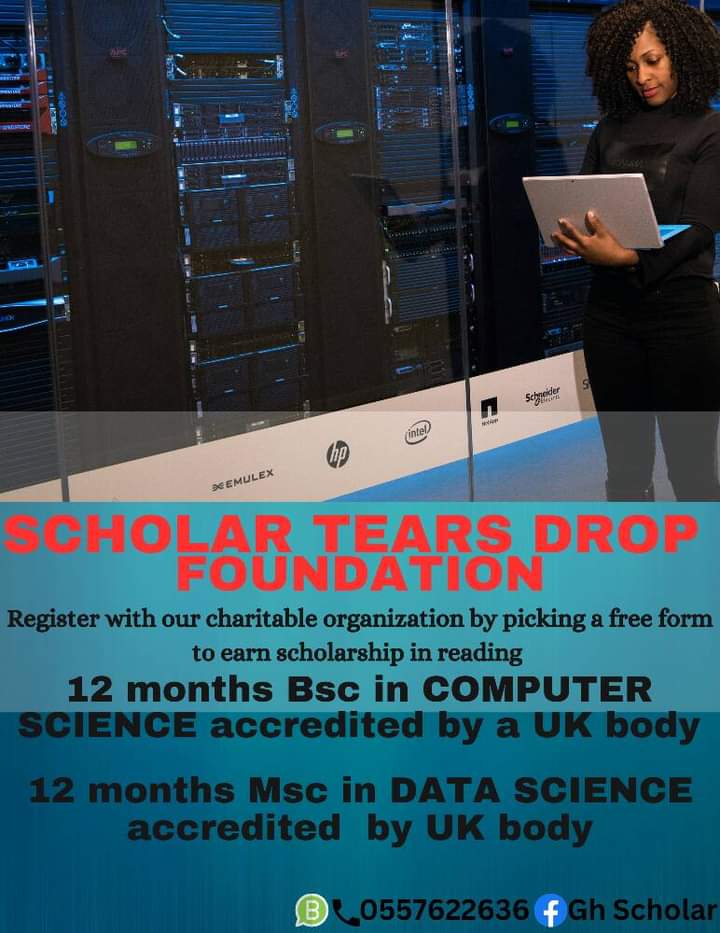 EMULEX
hp
intel
NetApp
Schneider
Electric
SCHOLAR TEARS DROP
FOUNDATION
Register with our charitable organization by picking a free form
to earn scholarship in reading
12 months Bsc in COMPUTER
SCIENCE accredited by a UK body
12 months Msc in DATA SCIENCE
accredited by UK body
B 0557622636 f Gh Scholar